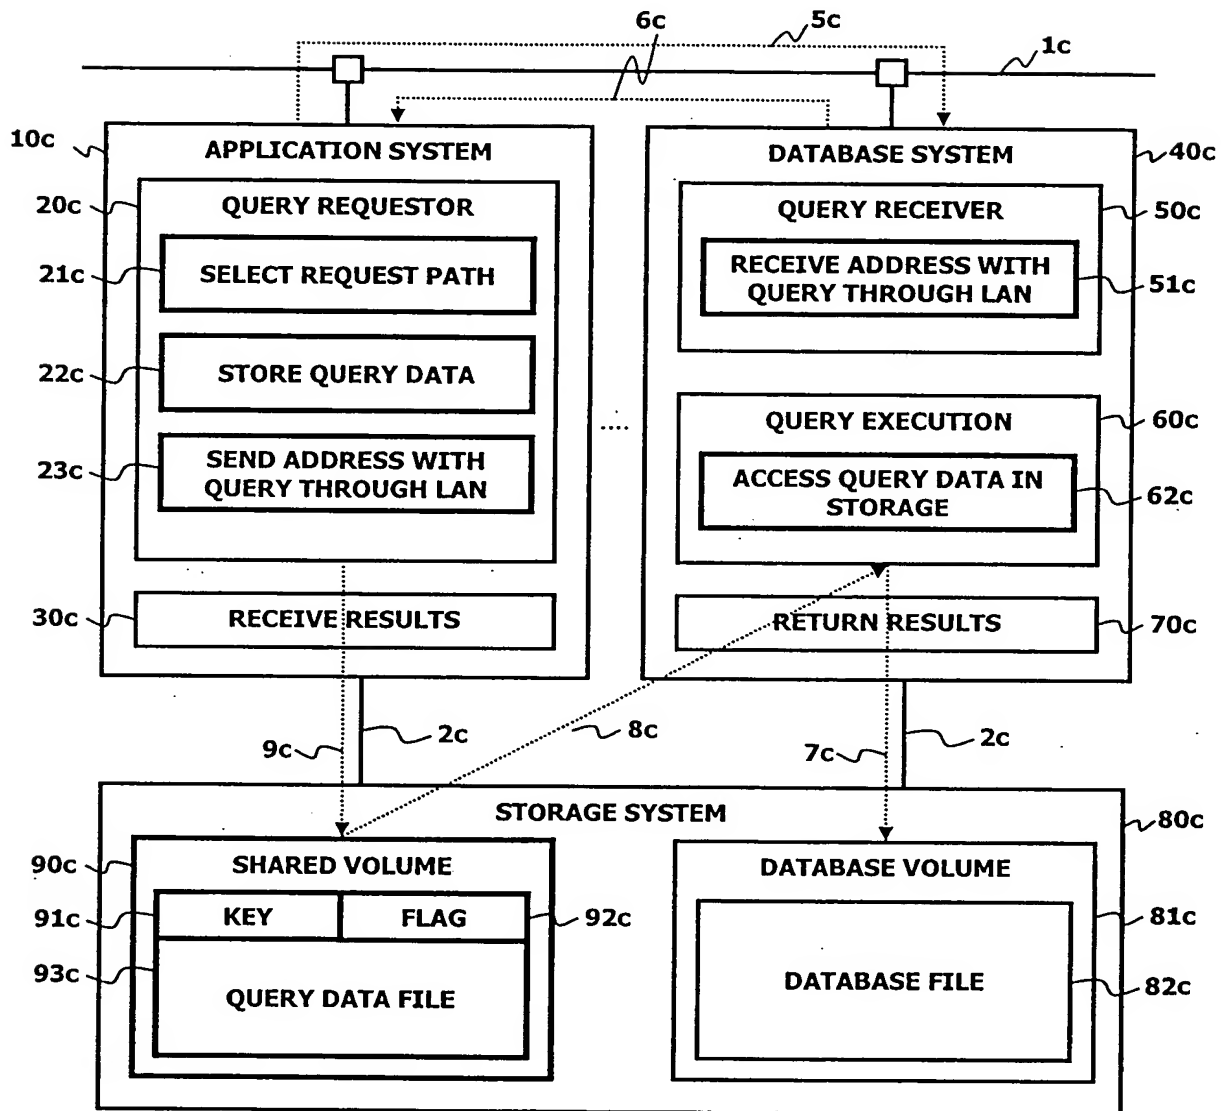 6c
5c
1c
10c
APPLICATION SYSTEM
DATABASE SYSTEM
40c
20c
QUERY REQUESTOR
QUERY RECEIVER
50c
21c
SELECT REQUEST PATH
RECEIVE ADDRESS WITH
QUERY THROUGH LAN
51c
22c
STORE QUERY DATA
QUERY EXECUTION
60c
23c
SEND ADDRESS WITH
QUERY THROUGH LAN
ACCESS QUERY DATA IN
STORAGE
62c
30c
RECEIVE RESULTS
RETURN RESULTS
70c
9c
2c
8c
7c
2c
STORAGE SYSTEM
80c
90c
SHARED VOLUME
DATABASE VOLUME
91c
KEY
FLAG
92c
81c
93c
QUERY DATA FILE
DATABASE FILE
82c